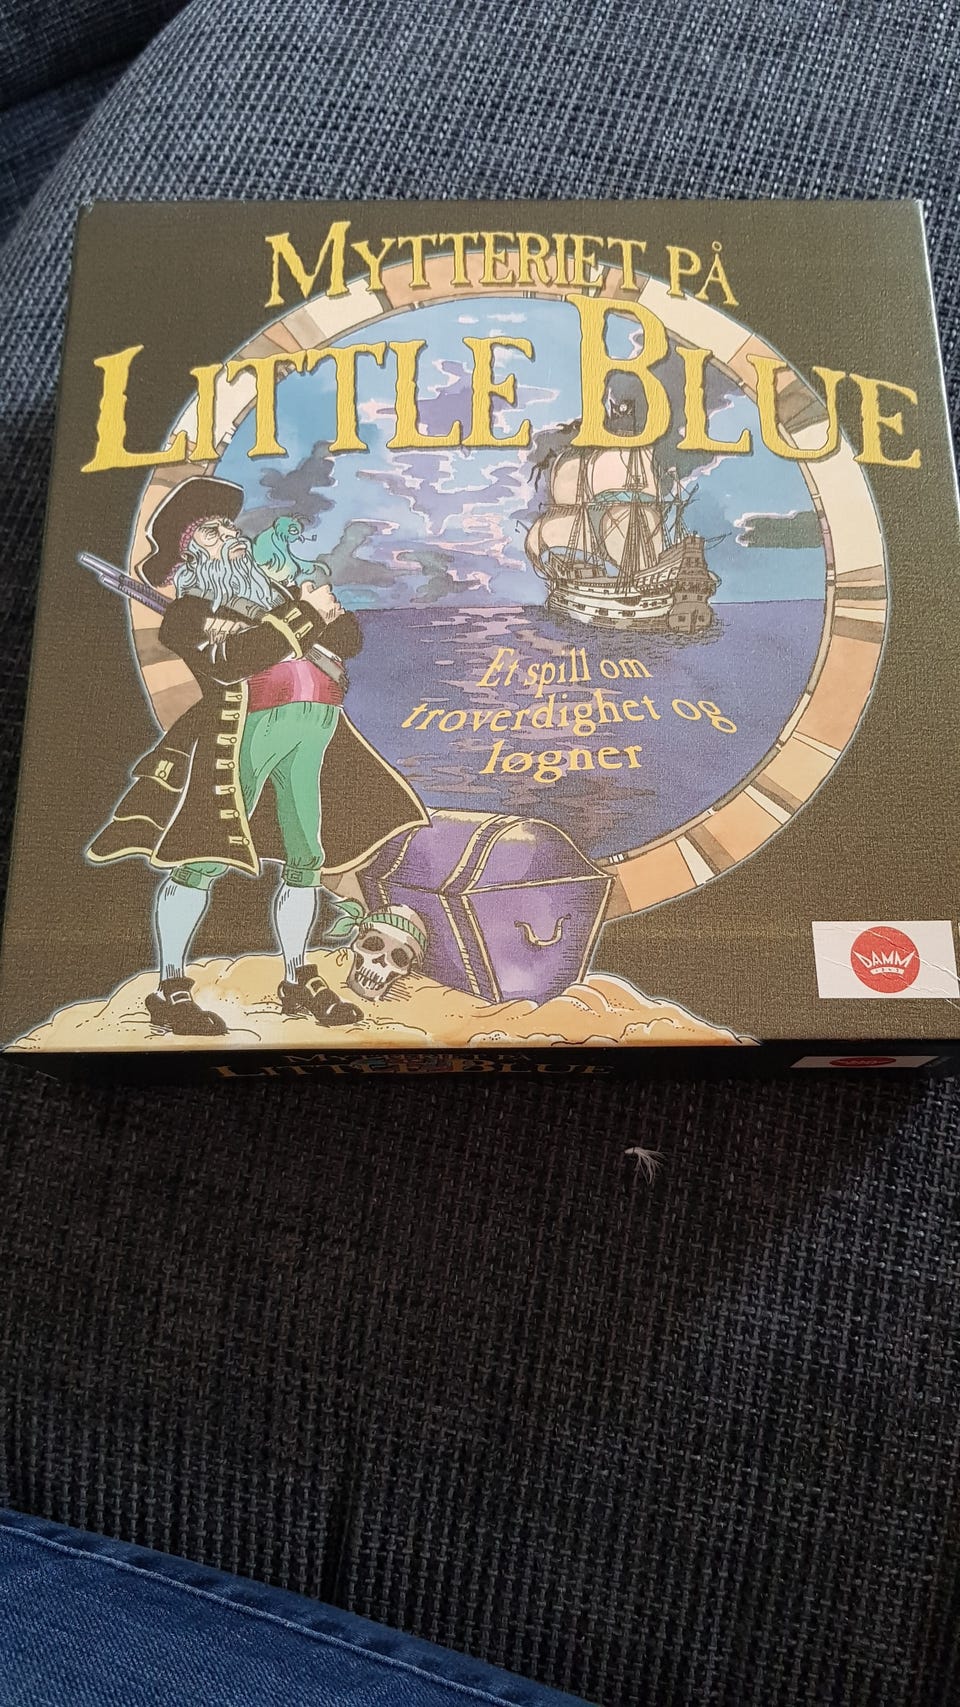 MYTTERIET PÅ
LITTLE BLUE
Et spill om
troverdighet og
løgner
DAMM
MYTTERIET PÅ
LITTLE BLUE